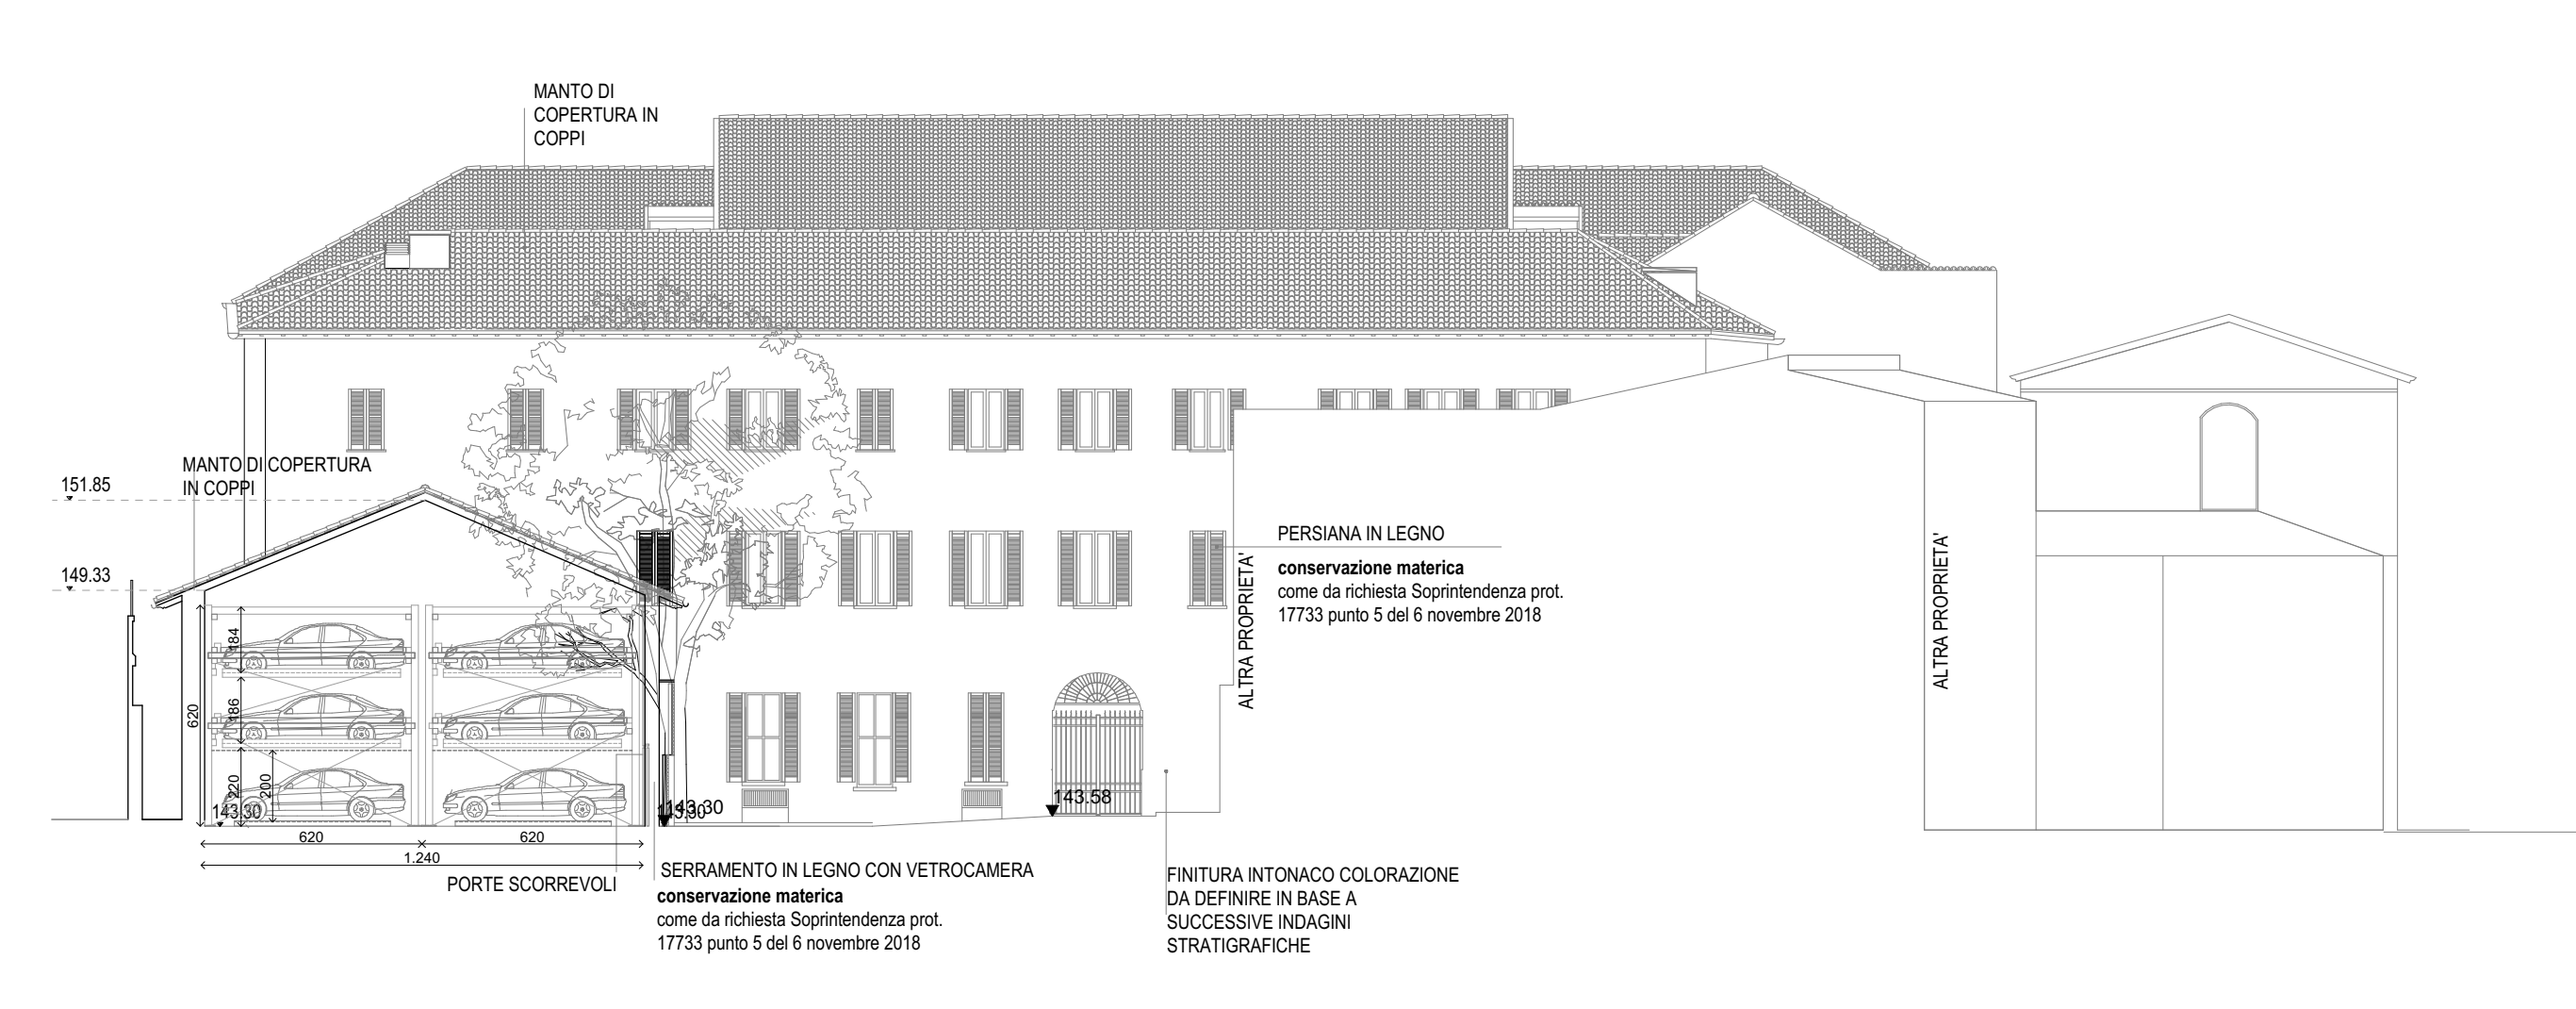 MANTO DI
COPERTURA IN
COPPI
MANTO DI COPERTURA
IN COPPI
151.85
149.33
PERSIANA IN LEGNO
conservazione materica
come da richiesta Soprintendenza prot.
17733 punto 5 del 6 novembre 2018
ALTRA PROPRIETA'
ALTRA PROPRIETA'
184
186
620
220
200
143.30
143.30
143.30
143.58
620
620
1.240
PORTE SCORREVOLI
SERRAMENTO IN LEGNO CON VETROCAMERA
conservazione materica
come da richiesta Soprintendenza prot.
17733 punto 5 del 6 novembre 2018
FINITURA INTONACO COLORAZIONE
DA DEFINIRE IN BASE A
SUCCESSIVE INDAGINI
STRATIGRAFICHE